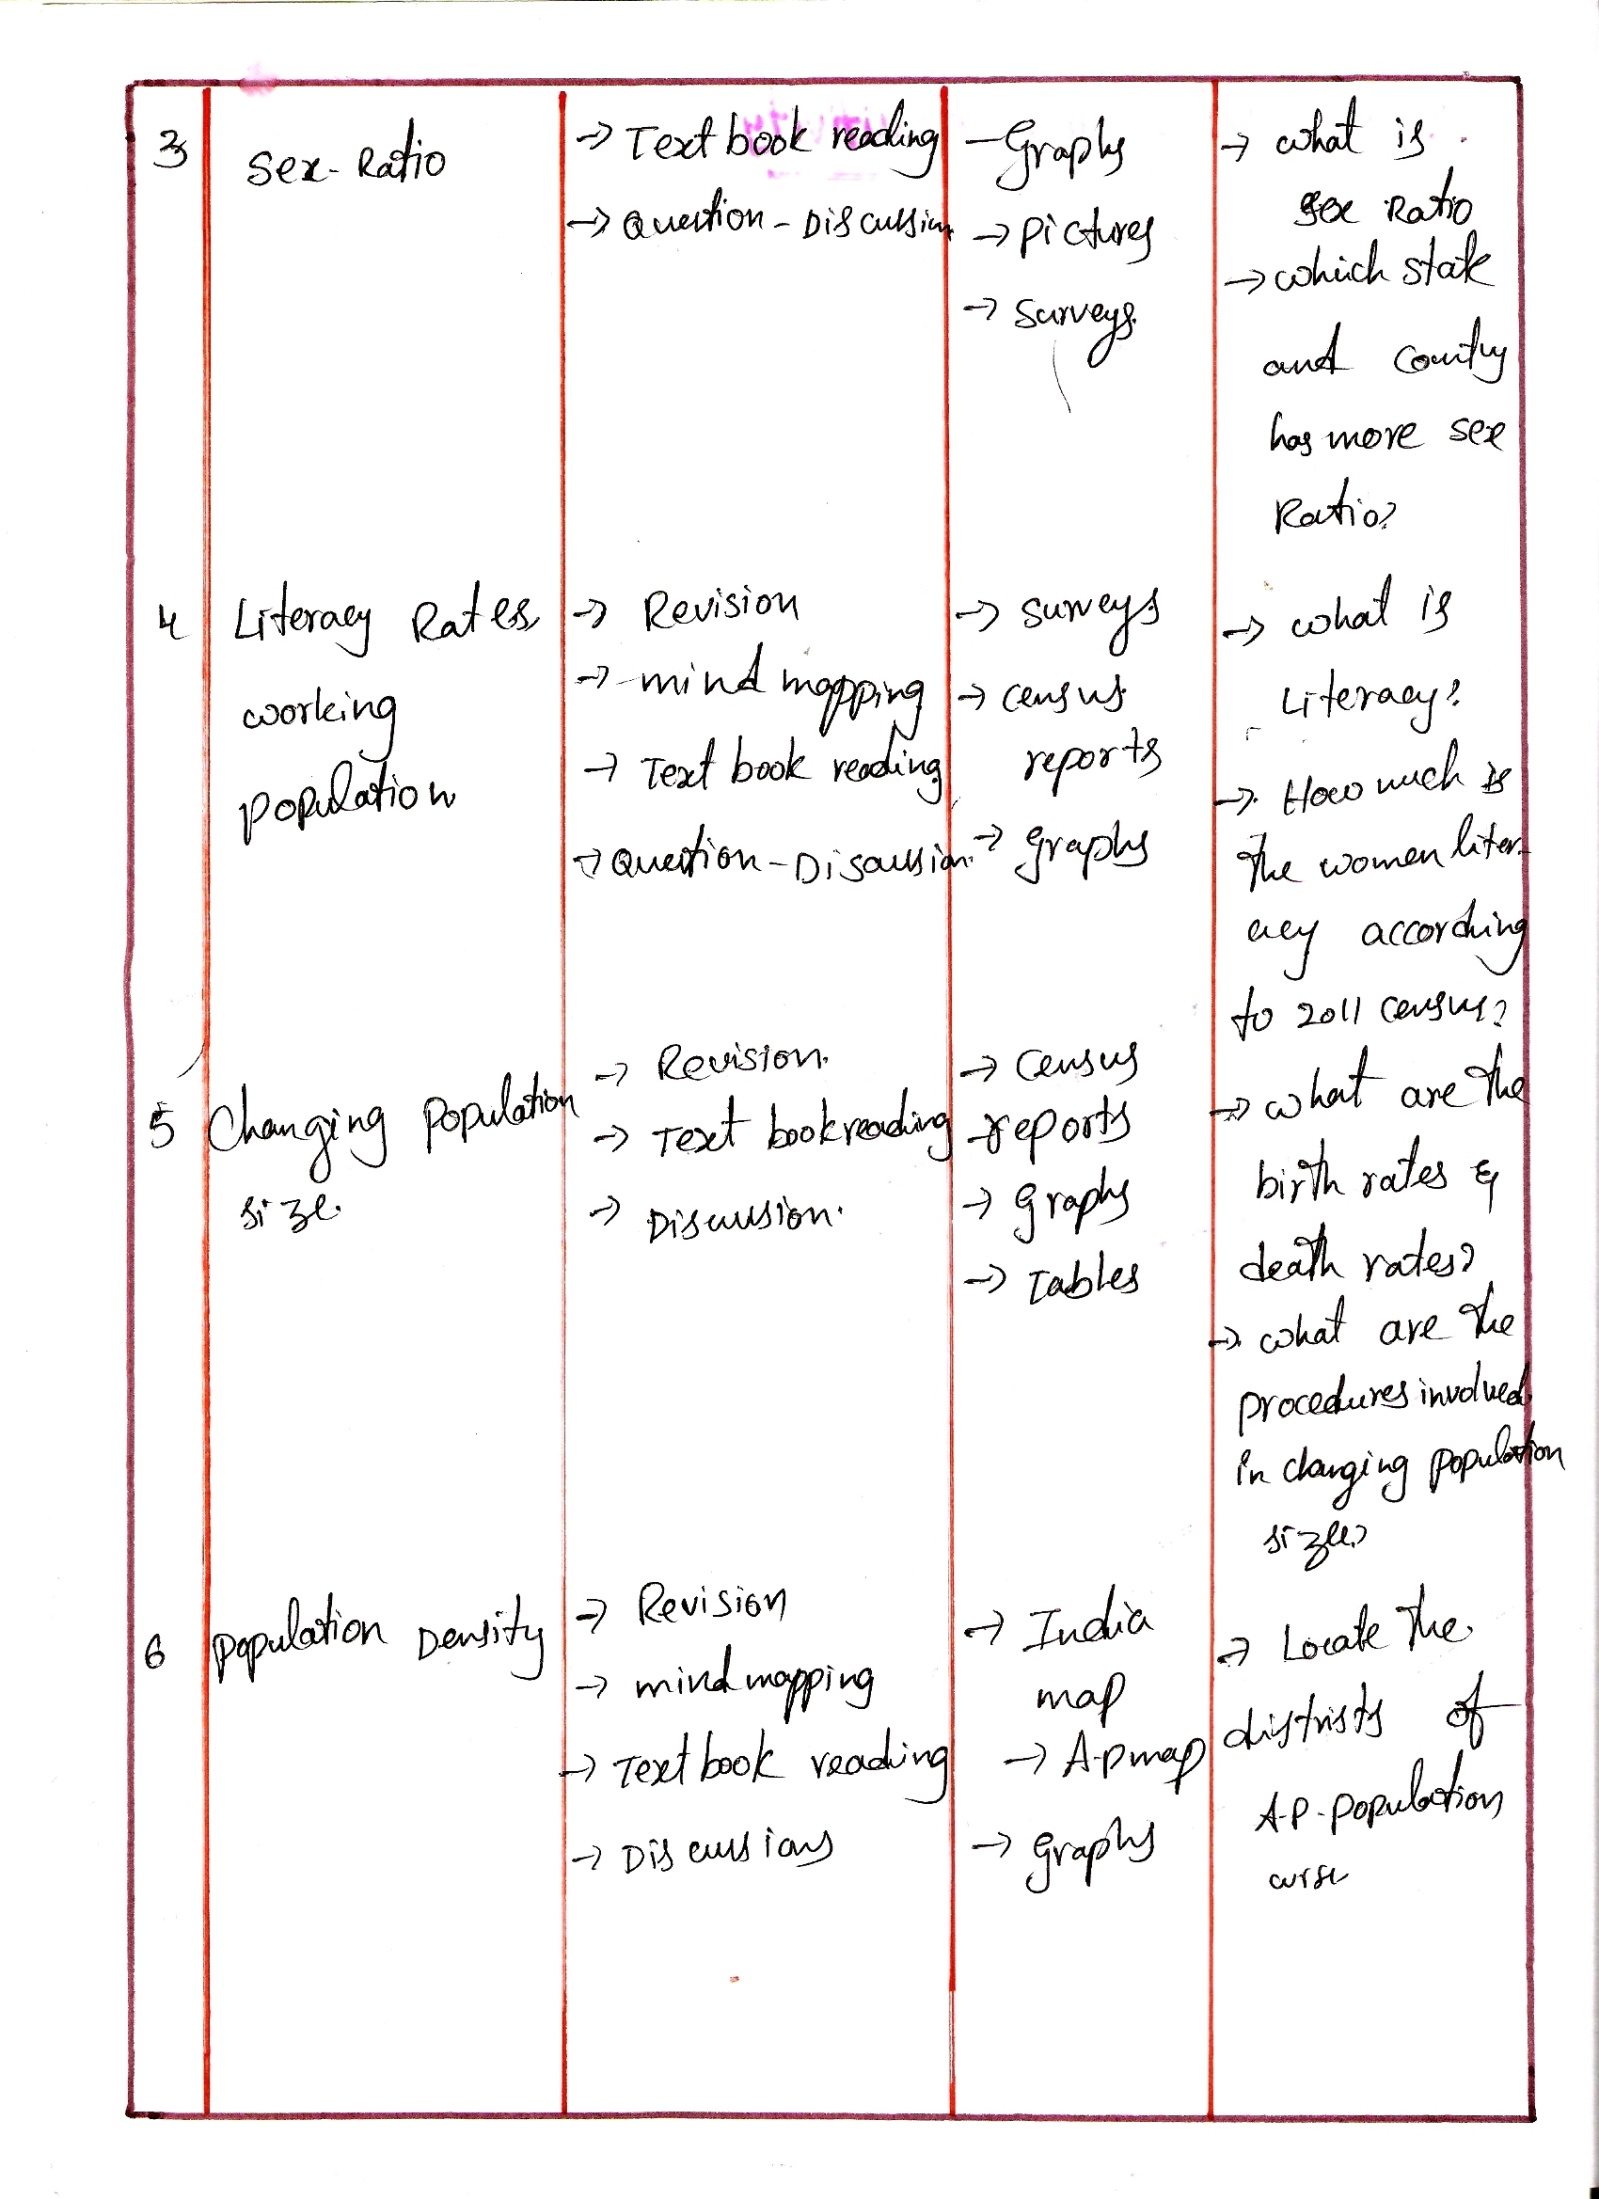 3
Sex-Ratio
→ Text book reading
→ Question-Discussion
- Graphs
→ Pictures
→ Surveys.
→ what is
sex Ratio
→ which state
and Country
has more sex
Ratio?
4
Literacy Rates,
working
population
→ Revision
→ mind mapping
→ Text book reading
→ Question-Discussion.
→ Surveys
→ Census
reports
→ graphs
→ what is
Literacy?
→ How much is
the women liter-
acy according
to 2011 census?
5
Changing population
size.
→ Revision.
→ Text book reading
→ Discussion.
→ Census
reports
→ graphs
→ Tables
→ what are the
birth rates &
death rates?
→ what are the
procedures involved
in changing population
size?
6
population Density
→ Revision
→ mind mapping
→ Text book reading
→ Discussions
→ India
map
→ A.P map
→ graphs
→ Locate the
distrists of
A.P. population